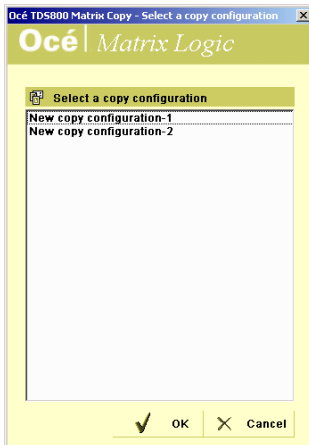 Océ TDS800 Matrix Copy - Select a copy configuration
Océ Matrix Logic
Select a copy configuration
New copy configuration-1
New copy configuration-2
OK Cancel